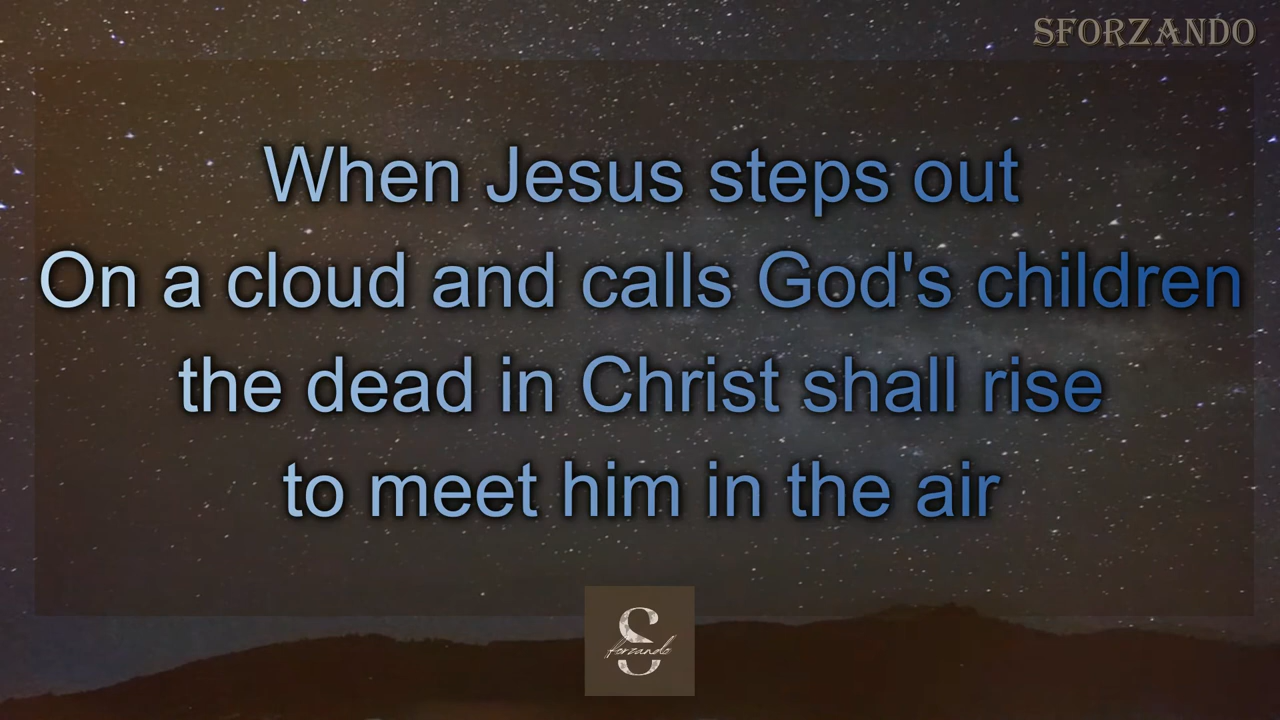 SFORZANDO
When Jesus steps out
On a cloud and calls God's children
the dead in Christ shall rise
to meet him in the air
S
forzando